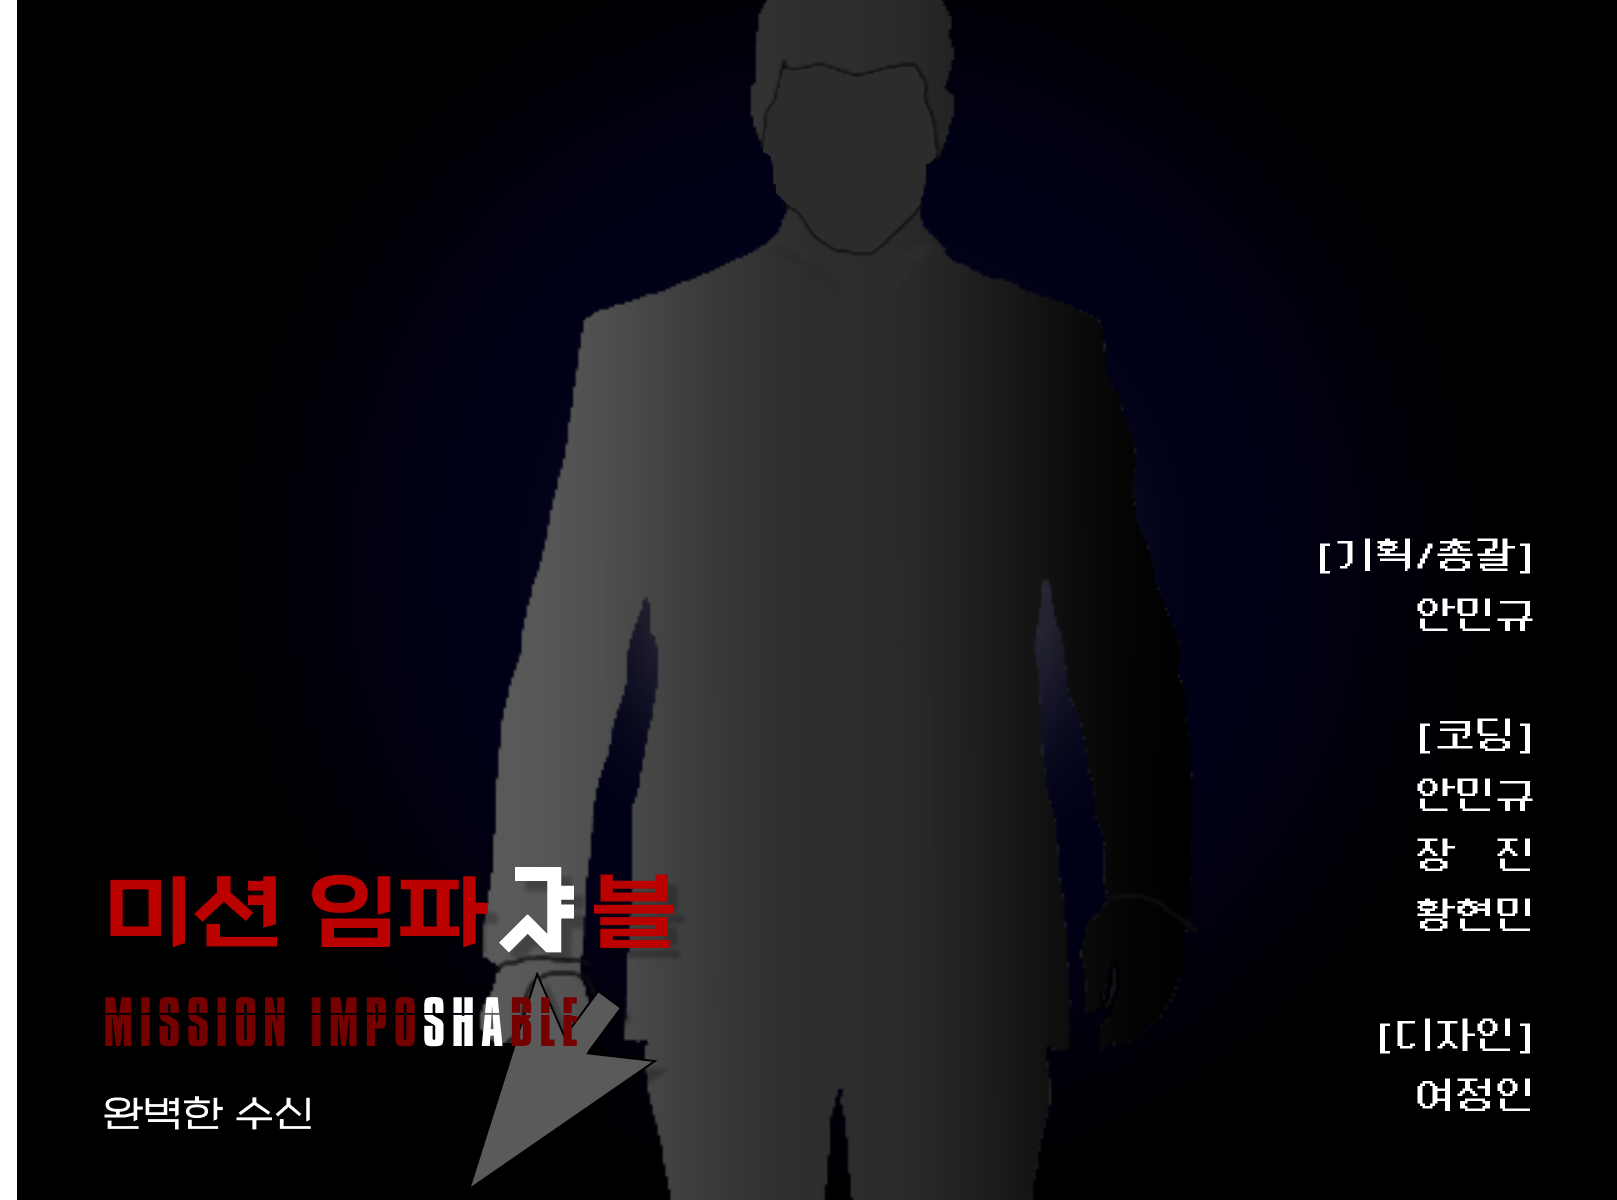 미션 임파샤블
MISSION IMPOSHABLE
완벽한 수신
[기획/총괄]
안민규
[코딩]
안민규
장 진
황현민
[디자인]
여정인